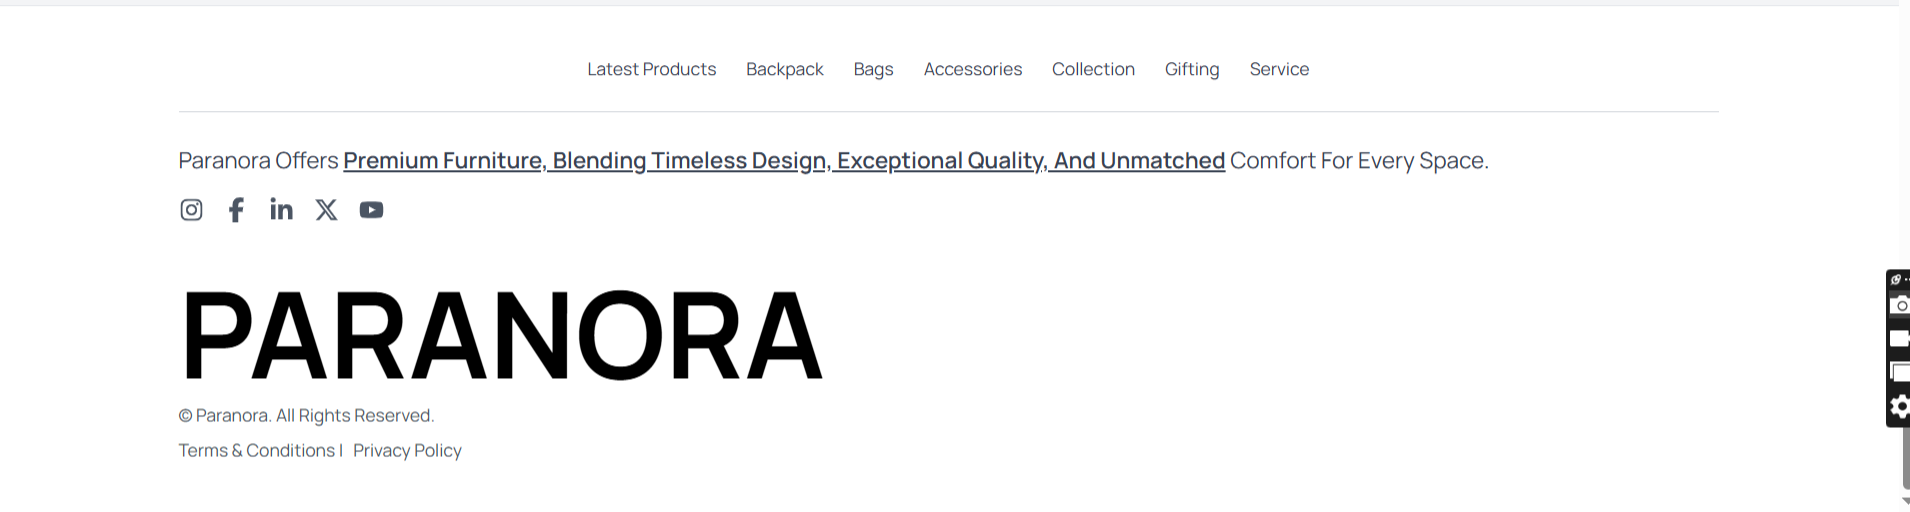 Latest Products Backpack Bags Accessories Collection Gifting Service
Paranora Offers Premium Furniture, Blending Timeless Design, Exceptional Quality, And Unmatched Comfort For Every Space.
PARANORA
© Paranora. All Rights Reserved.
Terms & Conditions | Privacy Policy